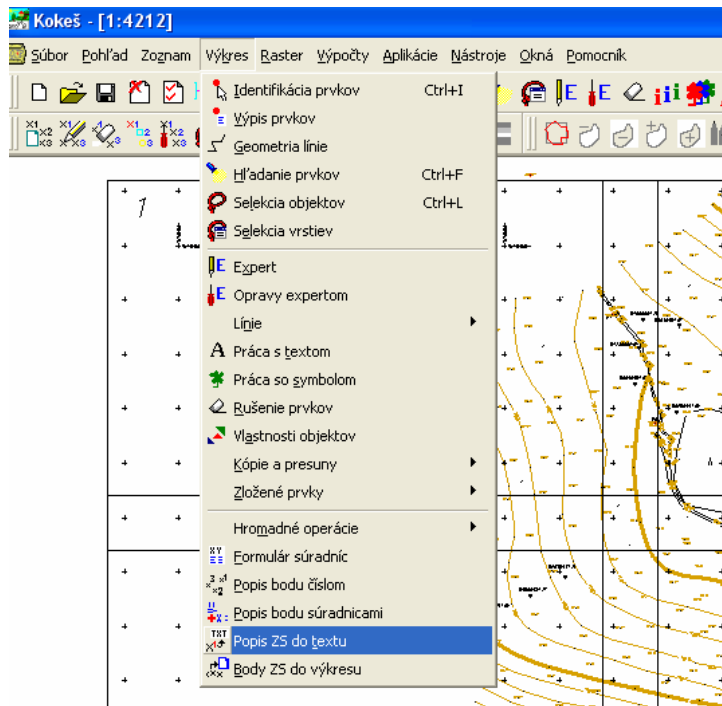 Kokeš - [1:4212]
Súbor Pohľad Zoznam Výkres Raster Výpočty Aplikácie Nástroje Okná Pomocník
Identifikácia prvkov Ctrl+I
Výpis prvkov
Geometria línie
Hľadanie prvkov Ctrl+F
Selekcia objektov Ctrl+L
Selekcia vrstiev
Expert
Opravy expertom
Línie
Práca s textom
Práca so symbolom
Rušenie prvkov
Vlastnosti objektov
Kópie a presuny
Zložené prvky
Hromadné operácie
Formulár súradníc
Popis bodu číslom
Popis bodu súradnicami
Popis ZS do textu
Body ZS do výkresu
1